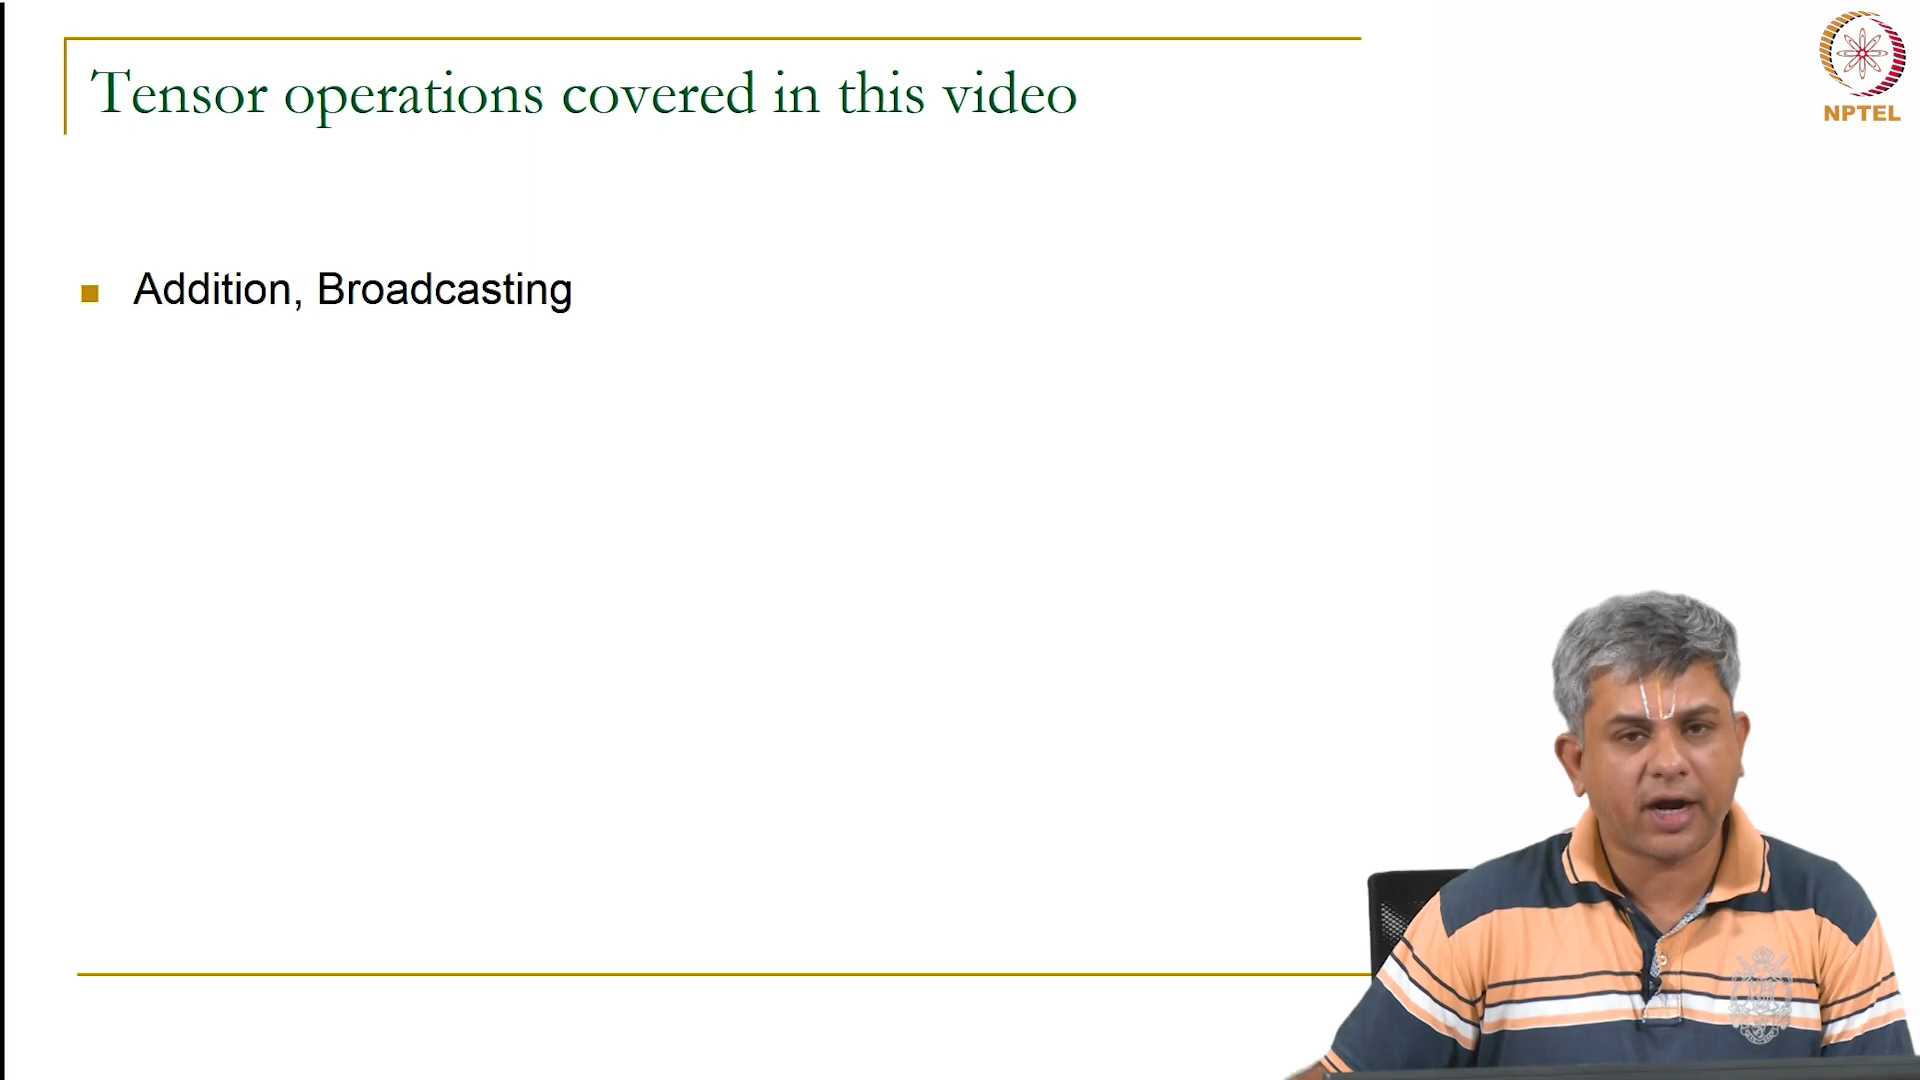 Tensor operations covered in this video
NPTEL
Addition, Broadcasting